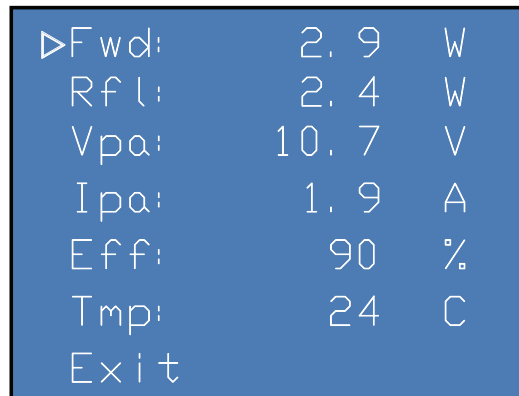 Fwd: 2.9 W
Rfl: 2.4 W
Vpa: 10.7 V
Ipa: 1.9 A
Eff: 90 %
Tmp: 24 C
Exit